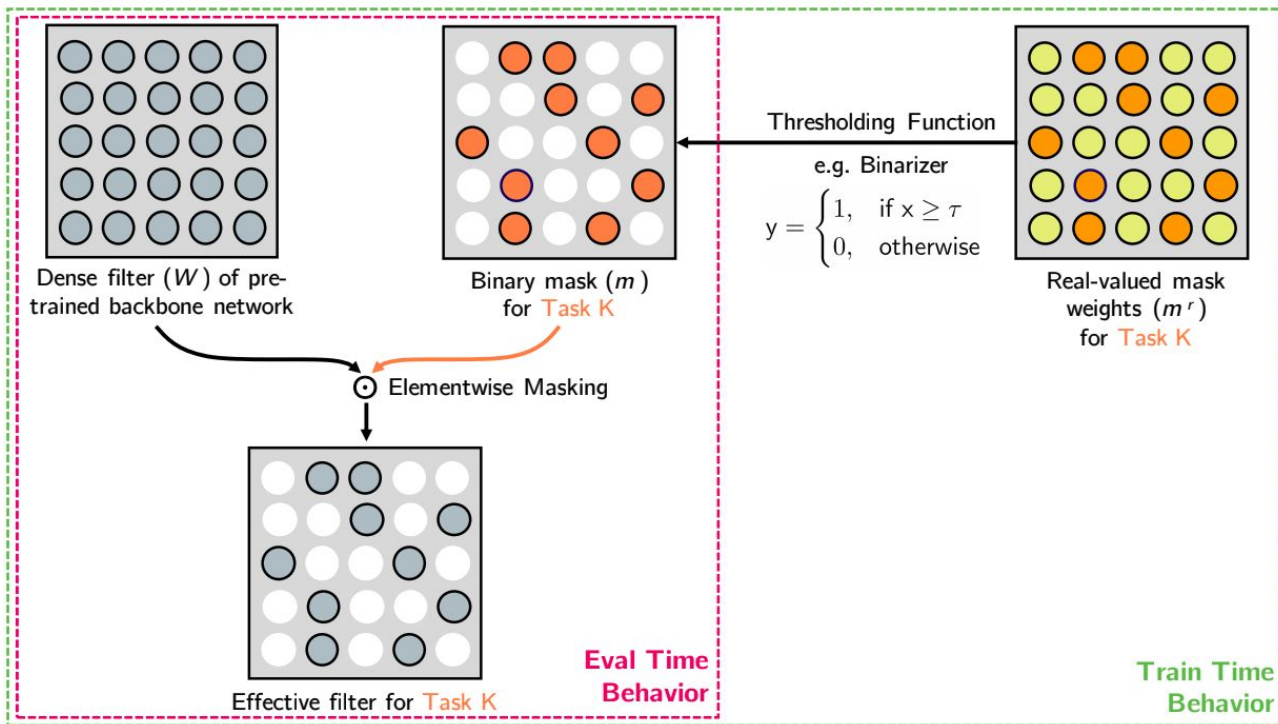 Dense filter (W) of pre-
trained backbone network
Binary mask (m)
for Task K
Thresholding Function
e.g. Binarizer
y = {1, if x ≥ τ
0, otherwise
Real-valued mask
weights (m^r)
for Task K
⊙ Elementwise Masking
Effective filter for Task K
Eval Time
Behavior
Train Time
Behavior